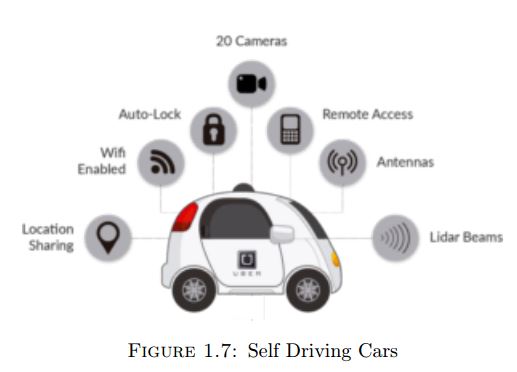 20 Cameras
Auto-Lock
Remote Access
Wifi
Enabled
Antennas
Location
Sharing
Lidar Beams
UBER
FIGURE 1.7: Self Driving Cars